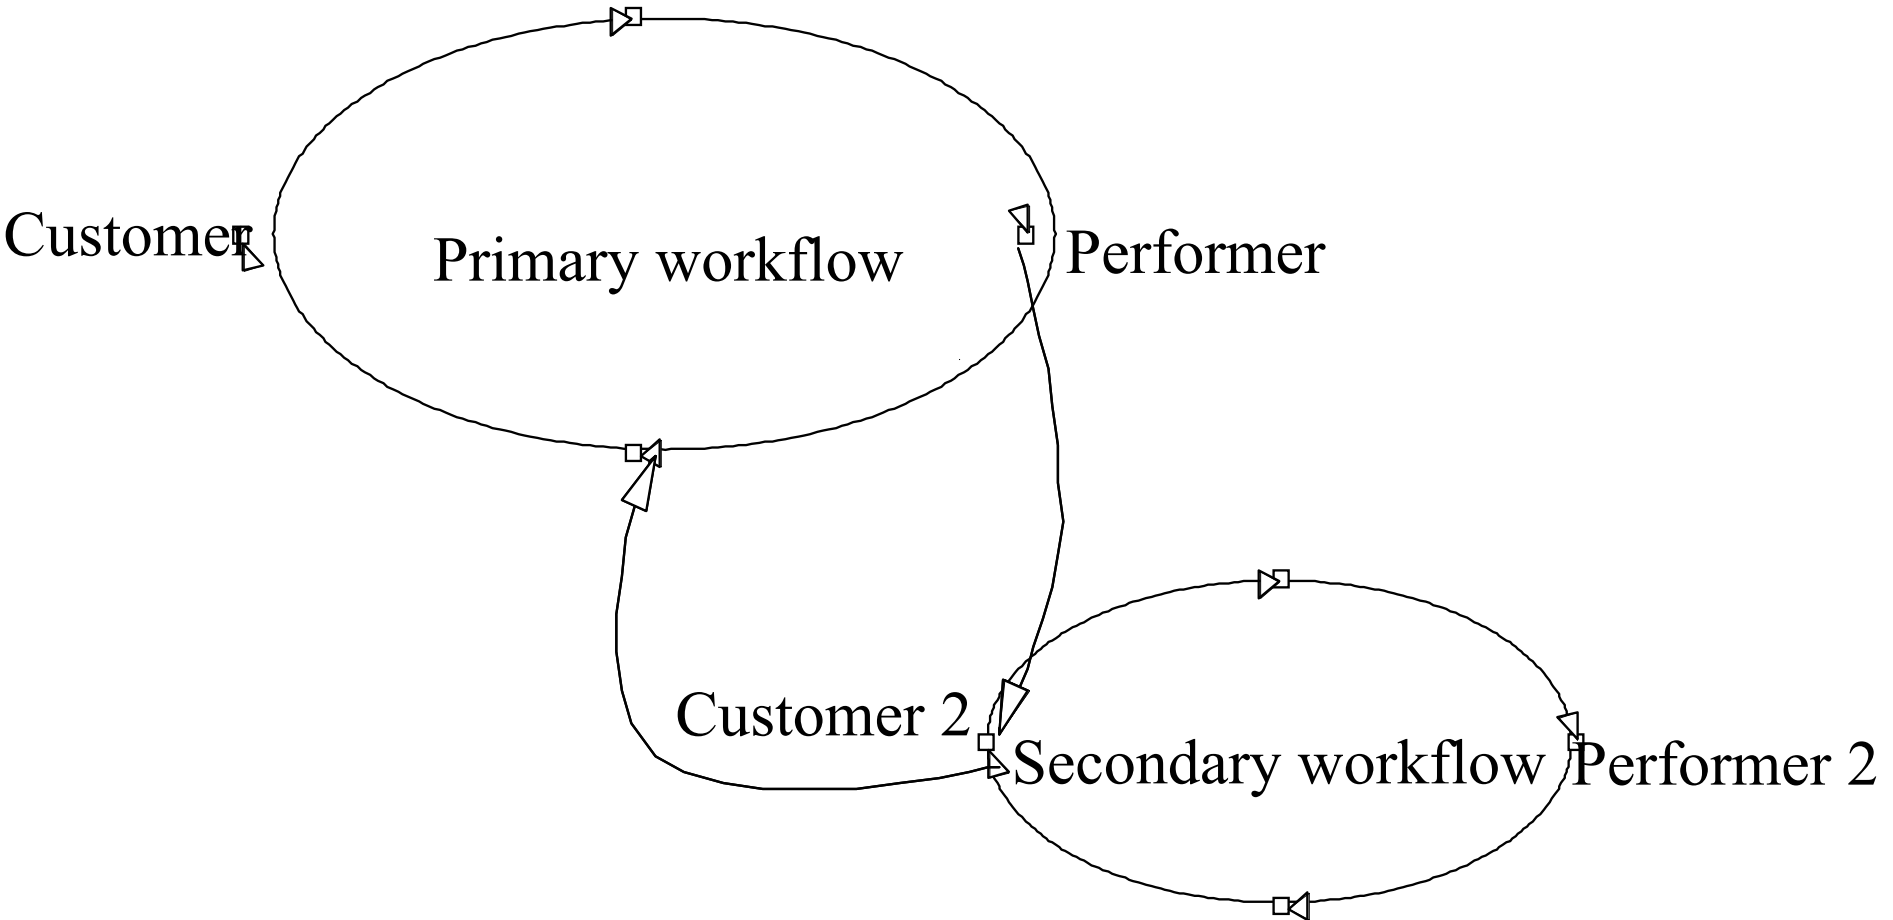 Customer
Primary workflow
Performer
Customer 2
Secondary workflow
Performer 2